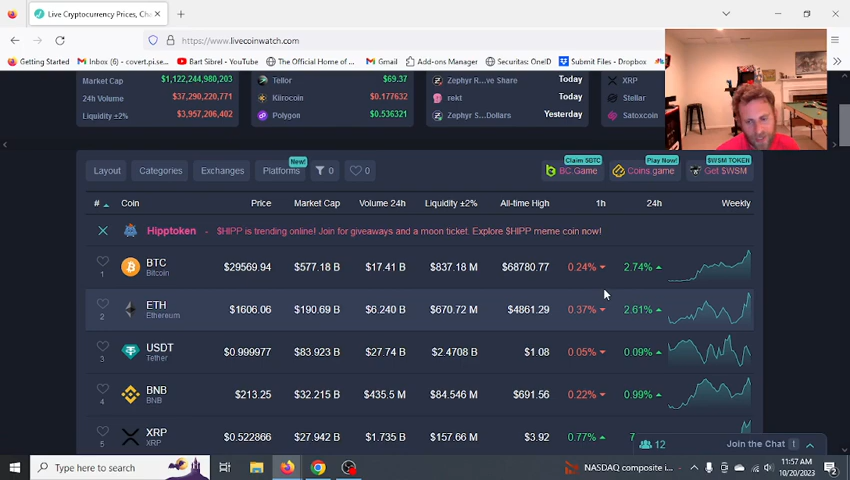 Live Cryptocurrency Prices, Cha
https://www.livecoinwatch.com
Getting Started Inbox (6) - covert.pi.se Bart Sibrel - YouTube The Official Home of ... Gmail Add-ons Manager Securitas: OneID Submit Files - Dropbox
Market Cap $1,122,244,980,203 Tellor $69.37 Zephyr R...ve Share Today XRP
24h Volume $37,290,220,771 Kiirocoin $0.177632 rekt Today Stellar
Liquidity ±2% $3,957,206,402 Polygon $0.536321 Zephyr S...Dollars Yesterday Satoxcoin
New! Claim 5BTC Play Now! $WSM TOKEN
Layout Categories Exchanges Platforms 0 0 BC.Game Coins.game Get $WSM
# Coin Price Market Cap Volume 24h Liquidity ±2% All-time High 1h 24h Weekly
Hipptoken - $HIPP is trending online! Join for giveaways and a moon ticket. Explore $HIPP meme coin now!
1 BTC Bitcoin $29569.94 $577.18 B $17.41 B $837.18 M $68780.77 0.24% 2.74%
2 ETH Ethereum $1606.06 $190.69 B $6.240 B $670.72 M $4861.29 0.37% 2.61%
3 USDT Tether $0.999977 $83.923 B $27.74 B $2.4708 B $1.08 0.05% 0.09%
4 BNB BNB $213.25 $32.215 B $435.5 M $84.546 M $691.56 0.22% 0.99%
5 XRP XRP $0.522866 $27.942 B $1.735 B $157.66 M $3.92 0.77% 7
12 Join the Chat
Type here to search NASDAQ composite i... 11:57 AM
10/20/2023